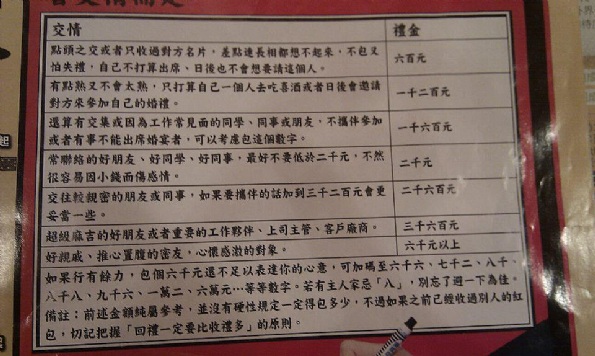 看交情而定
交情 禮金
點頭之交或者只收過對方名片，差點連長相都想不起來，不包又
怕失禮，自己不打算出席、日後也不會想要請這個人。
六百元
有點熟又不會太熟，只打算自己一個人去吃喜酒或者日後會邀請
對方來參加自己的婚禮。
一千二百元
還算有交集或因為工作常見面的同學、同事或朋友，不攜伴參加
或者有事不能出席婚宴者，可以考慮包這個數字。
一千六百元
常聯絡的好朋友、好同學、好同事，最好不要低於二千元，不然
很容易因小錢而傷感情。
二千元
交往較親密的朋友或同事，如果要攜伴的話加到三千二百元會更
妥當一些。
二千六百元
超級麻吉的好朋友或者重要的工作夥伴、上司主管、客戶廠商。
三千六百元
好親戚、推心置腹的密友，心懷感激的對象。
六千元以上
如果行有餘力，包個六千元還不足以表達你的心意，可加碼至六千六、七千二、八千、
八千八、九千六、一萬二、六萬元…等等數字。若有主人家忌「八」，別忘了避一下為佳。
備註：前述金額純屬參考，並沒有硬性規定一定得包多少，不過如果之前已經收過別人的紅
包，切記把握「回禮一定要比收禮多」的原則。
起